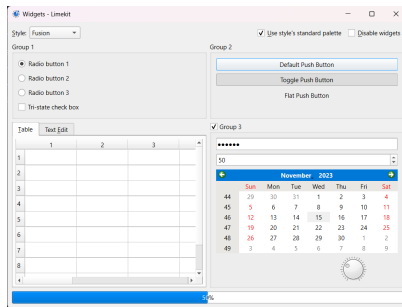 Widgets - Limekit
Style: Fusion
Use style's standard palette
Disable widgets
Group 1
Group 2
Radio button 1
Radio button 2
Radio button 3
Tri-state check box
Default Push Button
Toggle Push Button
Flat Push Button
Table
Text Edit
1 2 3
1
2
3
4
5
6
7
8
Group 3
••••••
50
November 2023
Sun Mon Tue Wed Thu Fri Sat
44 29 30 31 1 2 3 4
45 5 6 7 8 9 10 11
46 12 13 14 15 16 17 18
47 19 20 21 22 23 24 25
48 26 27 28 29 30 1 2
49 3 4 5 6 7 8 9
50%